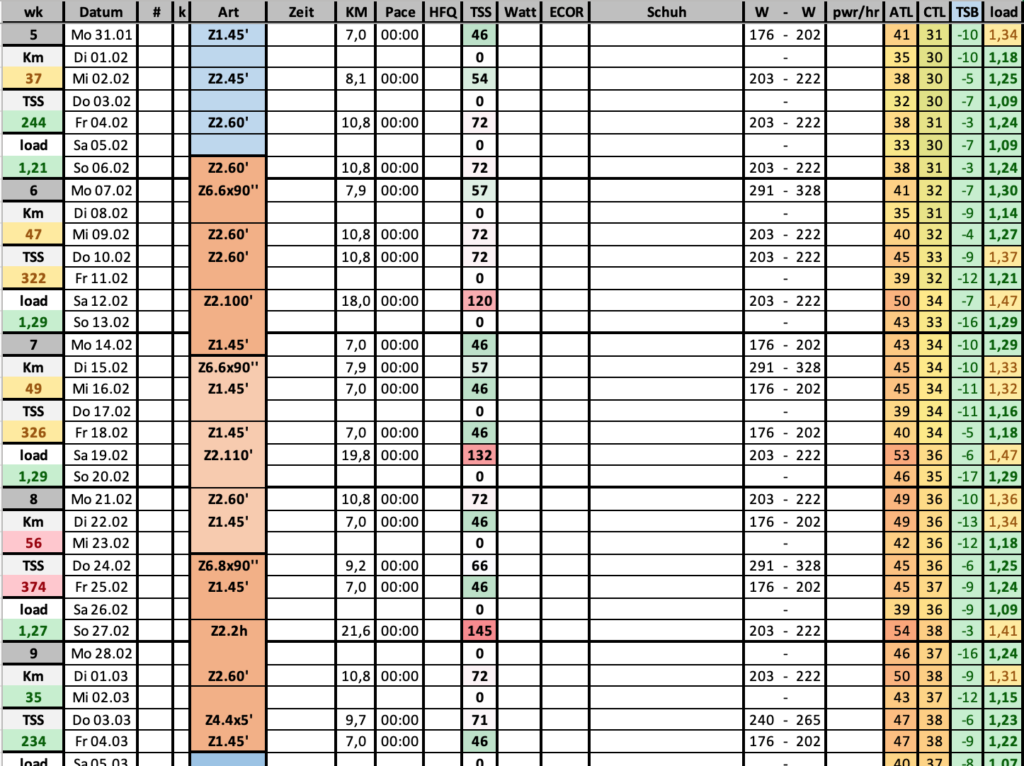 wk Datum # k Art Zeit KM Pace HFQ TSS Watt ECOR Schuh W - W pwr/hr ATL CTL TSB load
5 Mo 31.01 Z1.45' 7,0 00:00 46 176 - 202 41 31 -10 1,34
Km Di 01.02 0 - 35 30 -10 1,18
37 Mi 02.02 Z2.45' 8,1 00:00 54 203 - 222 38 30 -5 1,25
TSS Do 03.02 0 - 32 30 -7 1,09
244 Fr 04.02 Z2.60' 10,8 00:00 72 203 - 222 38 31 -3 1,24
load Sa 05.02 0 - 33 30 -7 1,09
1,21 So 06.02 Z2.60' 10,8 00:00 72 203 - 222 38 31 -3 1,24
6 Mo 07.02 Z6.6x90'' 7,9 00:00 57 291 - 328 41 32 -7 1,30
Km Di 08.02 0 - 35 31 -9 1,14
47 Mi 09.02 Z2.60' 10,8 00:00 72 203 - 222 40 32 -4 1,27
TSS Do 10.02 Z2.60' 10,8 00:00 72 203 - 222 45 33 -9 1,37
322 Fr 11.02 0 - 39 32 -12 1,21
load Sa 12.02 Z2.100' 18,0 00:00 120 203 - 222 50 34 -7 1,47
1,29 So 13.02 0 - 43 33 -16 1,29
7 Mo 14.02 Z1.45' 7,0 00:00 46 176 - 202 43 34 -10 1,29
Km Di 15.02 Z6.6x90'' 7,9 00:00 57 291 - 328 45 34 -10 1,33
49 Mi 16.02 Z1.45' 7,0 00:00 46 176 - 202 45 34 -11 1,32
TSS Do 17.02 0 - 39 34 -11 1,16
326 Fr 18.02 Z1.45' 7,0 00:00 46 176 - 202 40 34 -5 1,18
load Sa 19.02 Z2.110' 19,8 00:00 132 203 - 222 53 36 -6 1,47
1,29 So 20.02 0 - 46 35 -17 1,29
8 Mo 21.02 Z2.60' 10,8 00:00 72 203 - 222 49 36 -10 1,36
Km Di 22.02 Z1.45' 7,0 00:00 46 176 - 202 49 36 -13 1,34
56 Mi 23.02 0 - 42 36 -12 1,18
TSS Do 24.02 Z6.8x90'' 9,2 00:00 66 291 - 328 45 36 -6 1,25
374 Fr 25.02 Z1.45' 7,0 00:00 46 176 - 202 45 37 -9 1,24
load Sa 26.02 0 - 39 36 -9 1,09
1,27 So 27.02 Z2.2h 21,6 00:00 145 203 - 222 54 38 -3 1,41
9 Mo 28.02 0 - 46 37 -16 1,24
Km Di 01.03 Z2.60' 10,8 00:00 72 203 - 222 50 38 -9 1,31
35 Mi 02.03 0 - 43 37 -12 1,15
TSS Do 03.03 Z4.4x5' 9,7 00:00 71 240 - 265 47 38 -6 1,23
234 Fr 04.03 Z1.45' 7,0 00:00 46 176 - 202 47 38 -9 1,22
load Sa 05.03 0 - 40 37 -8 1,07